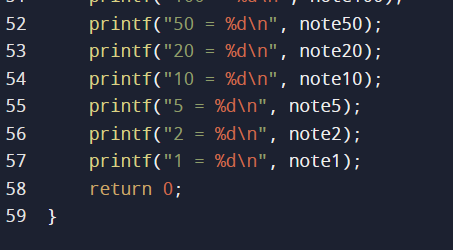 52 printf("50 = %d\n", note50);
53 printf("20 = %d\n", note20);
54 printf("10 = %d\n", note10);
55 printf("5 = %d\n", note5);
56 printf("2 = %d\n", note2);
57 printf("1 = %d\n", note1);
58 return 0;
59 }